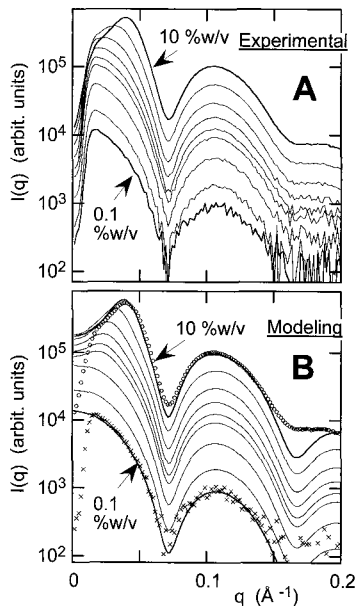 10 %w/v
Experimental
A
I(q) (arbit. units)
10⁵
10⁴
10³
10²
0.1
%w/v
Modeling
10 %w/v
B
I(q) (arbit. units)
10⁵
10⁴
10³
10²
0.1
%w/v
0
0.1
0.2
q (Å⁻¹)